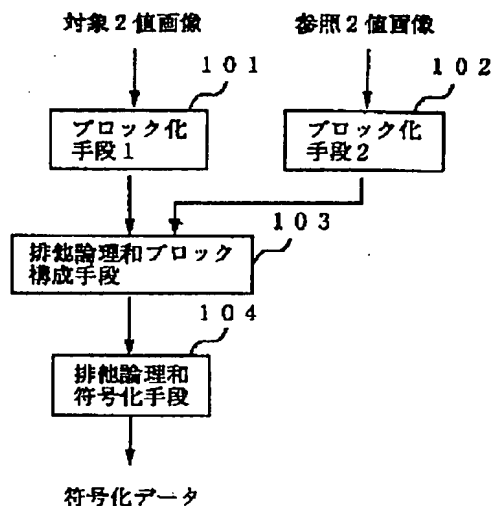 対象2値画像
参照2値画像
101
102
ブロック化
手段1
ブロック化
手段2
103
排他論理和ブロック
構成手段
104
排他論理和
符号化手段
符号化データ